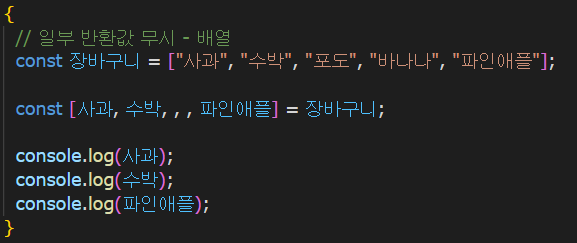 {
// 일부 반환값 무시 - 배열
const 장바구니 = ["사과", "수박", "포도", "바나나", "파인애플"];
const [사과, 수박, , , 파인애플] = 장바구니;
console.log(사과);
console.log(수박);
console.log(파인애플);
}